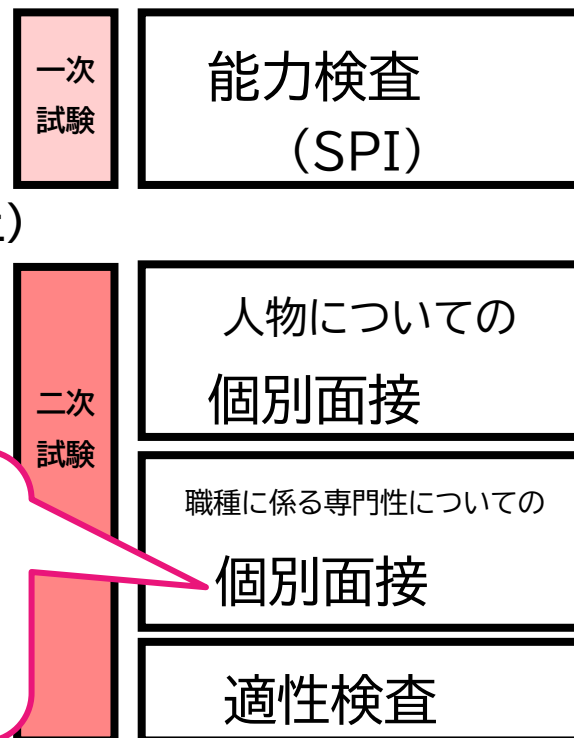 一次
試験
能力検査
（SPI）
）
二次
試験
人物についての
個別面接
職種に係る専門性についての
個別面接
適性検査